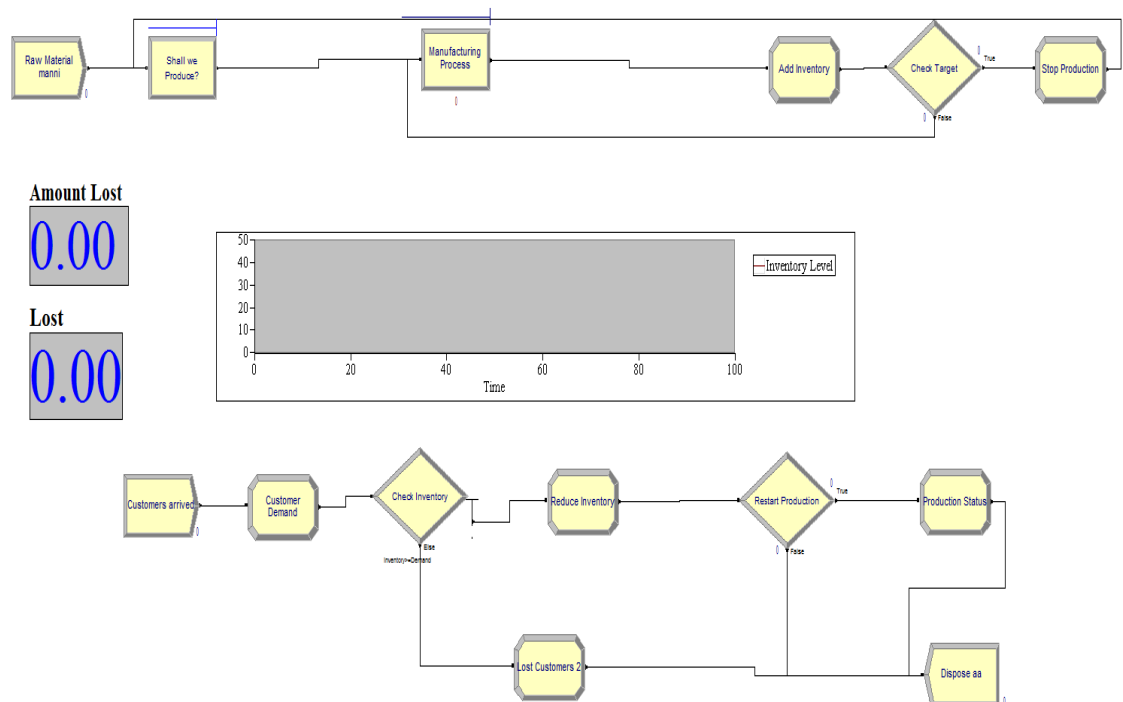 Raw Material
manni
0
Shall we
Produce?
Manufacturing
Process
0
Add Inventory
Check Target
0
True
0
False
Stop Production
Amount Lost
0.00
Lost
0.00
50
40
30
20
10
0
0
20
40
60
80
100
Time
Inventory Level
Customers arrived
0
Customer
Demand
Check Inventory
Else
Inventory>=Demand
Reduce Inventory
Restart Production
0
True
0
False
Production Status
Lost Customers 2
Dispose aa
0